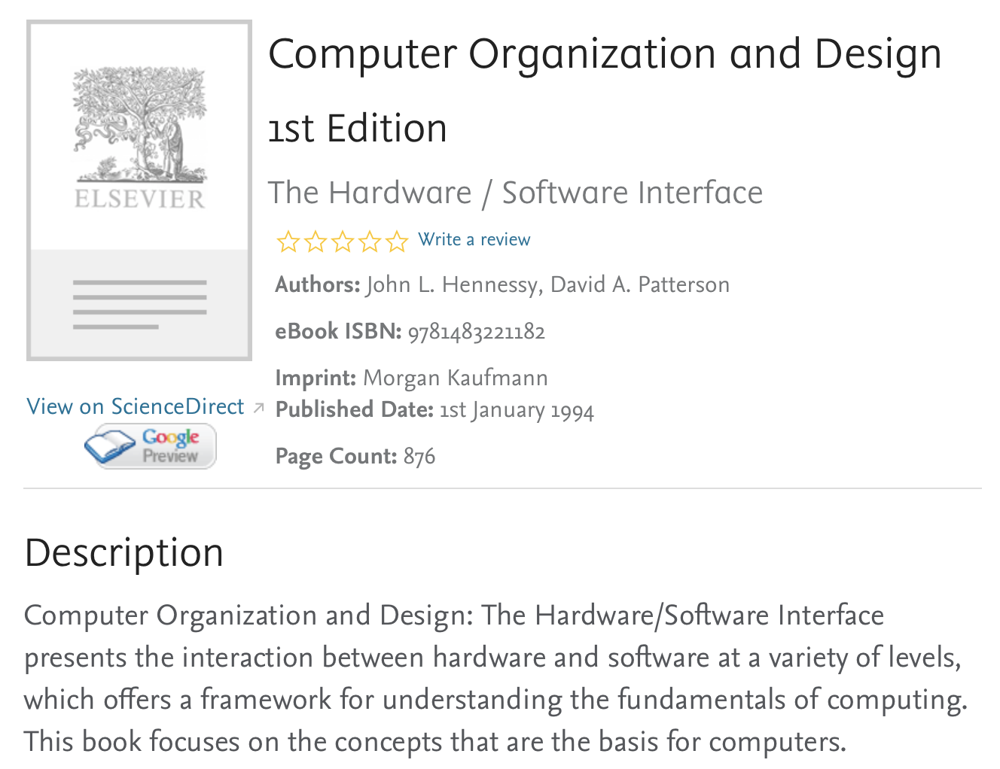 ELSEVIER
View on ScienceDirect
Google
Preview
Computer Organization and Design
1st Edition
The Hardware / Software Interface
Write a review
Authors: John L. Hennessy, David A. Patterson
eBook ISBN: 9781483221182
Imprint: Morgan Kaufmann
Published Date: 1st January 1994
Page Count: 876
Description
Computer Organization and Design: The Hardware/Software Interface
presents the interaction between hardware and software at a variety of levels,
which offers a framework for understanding the fundamentals of computing.
This book focuses on the concepts that are the basis for computers.